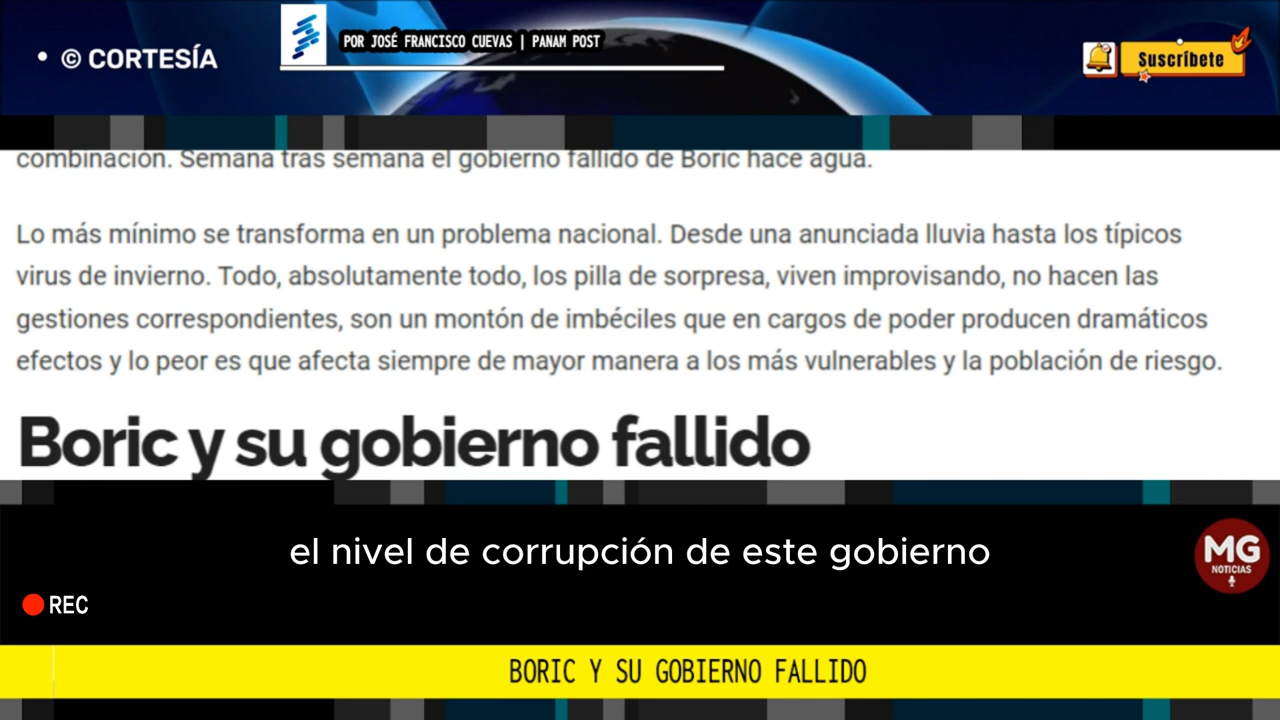 • © CORTESÍA
POR JOSÉ FRANCISCO CUEVAS | PANAM POST
Suscríbete
combinación. Semana tras semana el gobierno fallido de Boric hace agua.
Lo más mínimo se transforma en un problema nacional. Desde una anunciada lluvia hasta los típicos
virus de invierno. Todo, absolutamente todo, los pilla de sorpresa, viven improvisando, no hacen las
gestiones correspondientes, son un montón de imbéciles que en cargos de poder producen dramáticos
efectos y lo peor es que afecta siempre de mayor manera a los más vulnerables y la población de riesgo.
Boric y su gobierno fallido
el nivel de corrupción de este gobierno
MG
NOTICIAS
REC
BORIC Y SU GOBIERNO FALLIDO